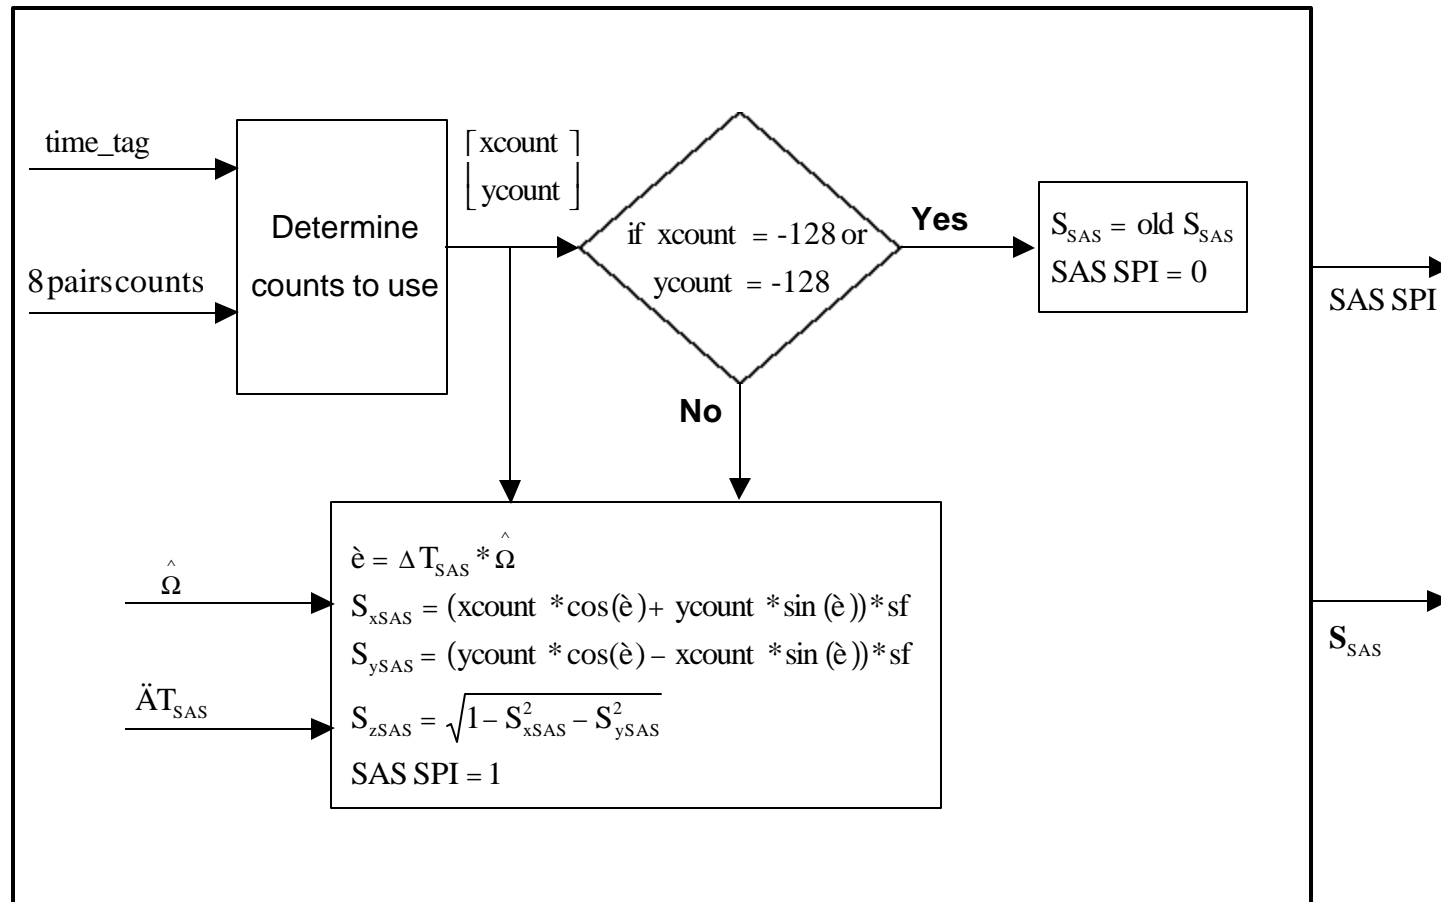 time_tag
8 pairs counts
Determine
counts to use
[ xcount ]
[ ycount ]
if xcount = -128 or
ycount = -128
Yes
No
S_SAS = old S_SAS
SAS SPI = 0
SAS SPI
S_SAS
Ω̂
ÄT_SAS
è = ΔT_SAS * Ω̂
S_xSAS = (xcount * cos(è) + ycount * sin(è)) * sf
S_ySAS = (ycount * cos(è) – xcount * sin(è)) * sf
S_zSAS = √(1 – S²_xSAS – S²_ySAS)
SAS SPI = 1